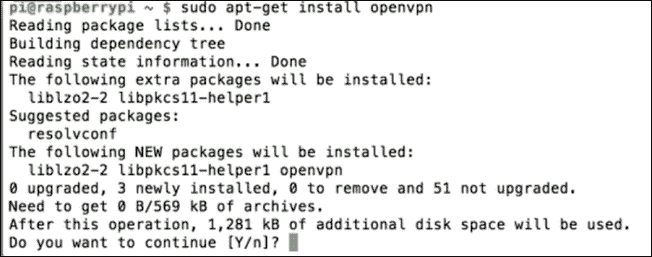 pi@raspberrypi ~ $ sudo apt-get install openvpn
Reading package lists... Done
Building dependency tree
Reading state information... Done
The following extra packages will be installed:
  liblzo2-2 libpkcs11-helper1
Suggested packages:
  resolvconf
The following NEW packages will be installed:
  liblzo2-2 libpkcs11-helper1 openvpn
0 upgraded, 3 newly installed, 0 to remove and 51 not upgraded.
Need to get 0 B/569 kB of archives.
After this operation, 1,281 kB of additional disk space will be used.
Do you want to continue [Y/n]?